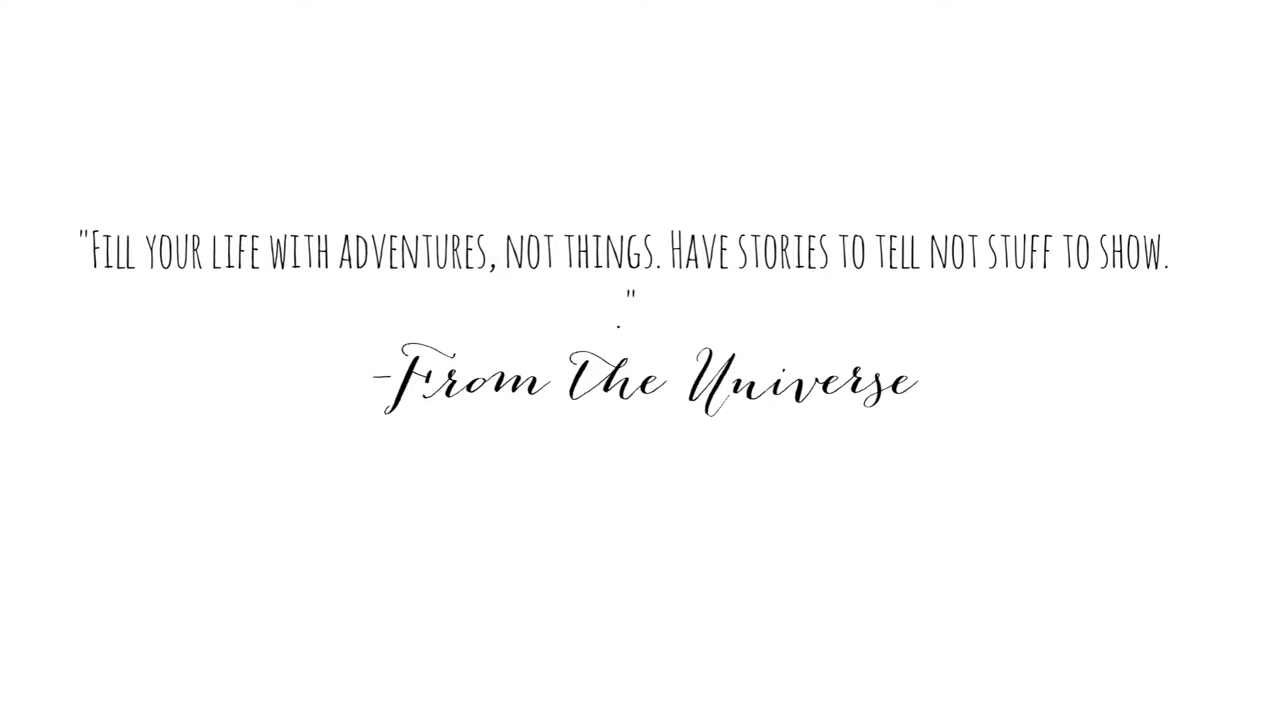 "Fill your life with adventures, not things. Have stories to tell not stuff to show.
."
-From The Universe